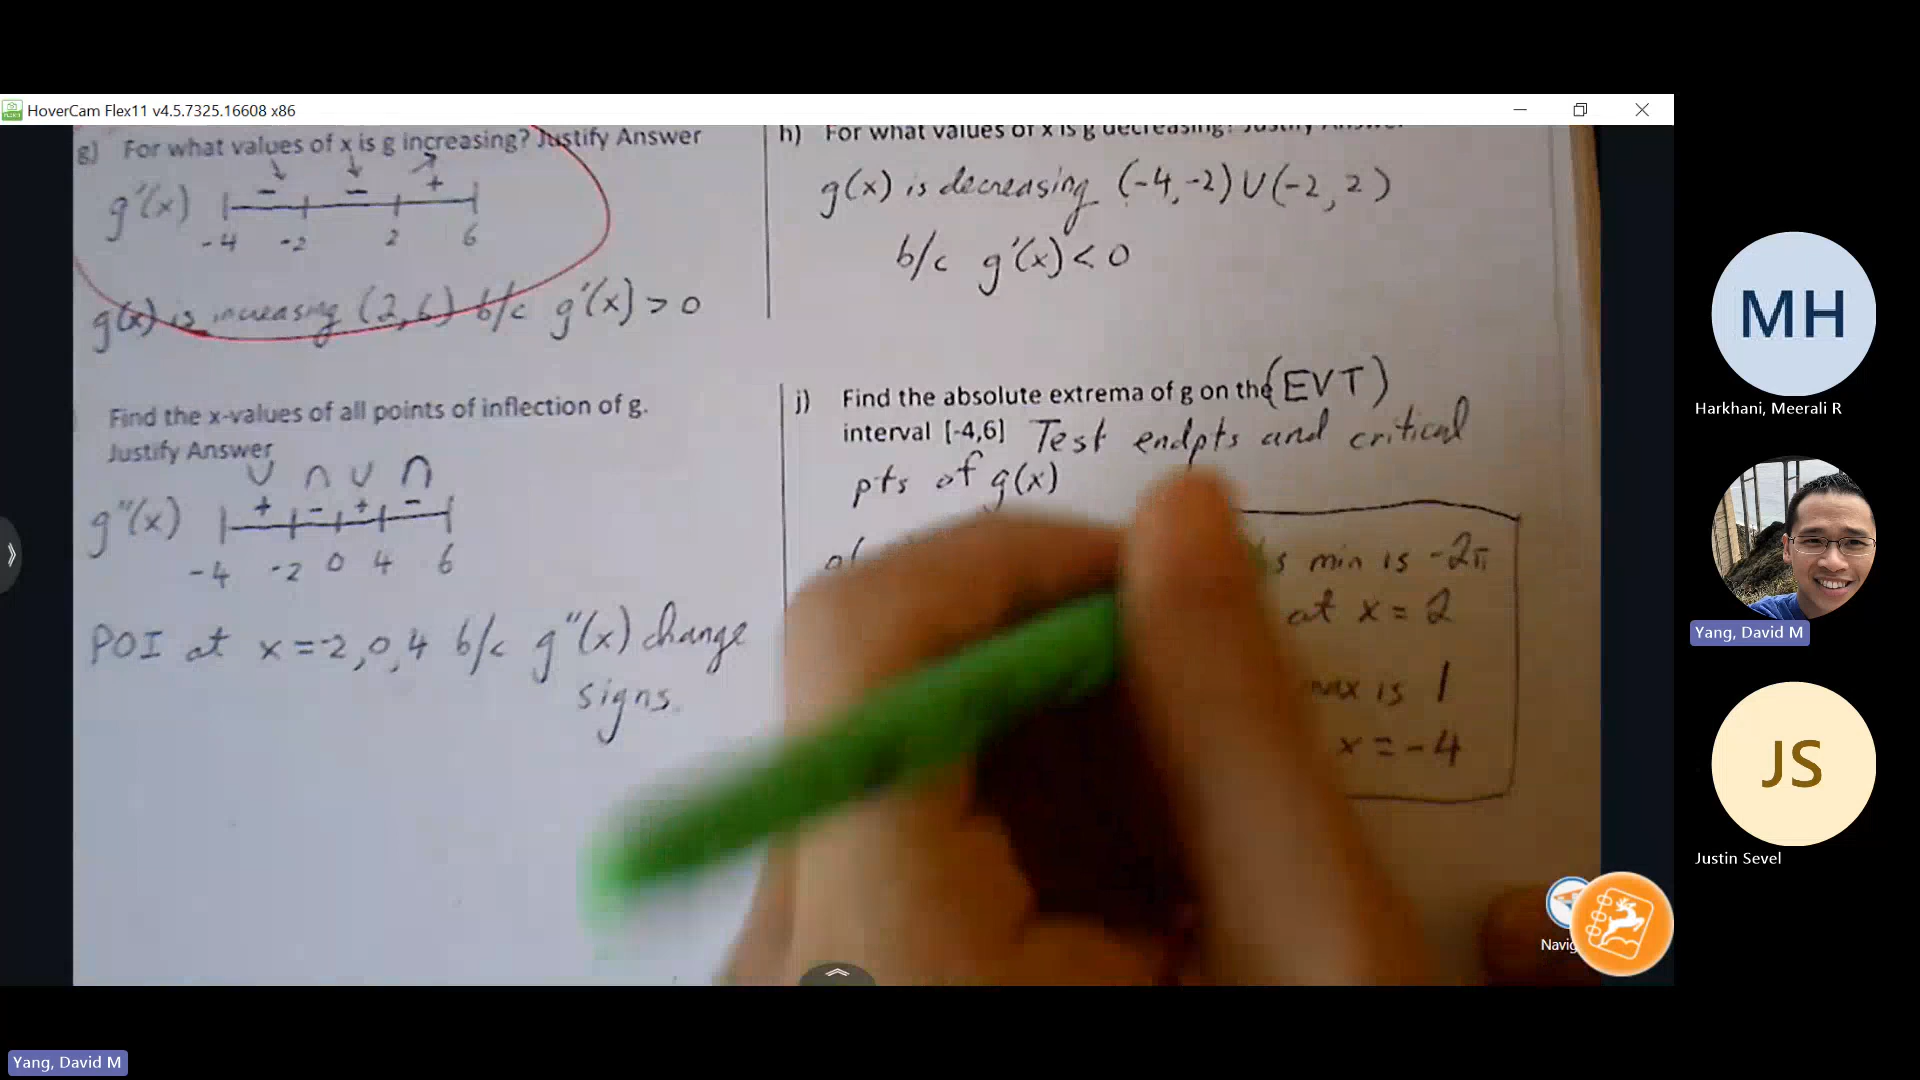 HoverCam Flex11 v4.5.7325.16608 x86
g) For what values of x is g increasing? Justify Answer
g'(x) - - +
-4 -2 2 6
g(x) is increasing (2,6) b/c g'(x) > 0
h) For what values of x is g decreasing? Justify Answer
g(x) is decreasing (-4,-2) U (-2, 2)
b/c g'(x) < 0
Find the x-values of all points of inflection of g.
Justify Answer
∪ ∩ ∪ ∩
g"(x) + - + -
-4 -2 0 4 6
POI at x = -2, 0, 4 b/c g"(x) change
signs.
j) Find the absolute extrema of g on the (EVT)
interval [-4,6] Test endpts and critical
pts of g(x)
min is -2π
at x = 2
max is 1
x = -4
MH
Harkhani, Meerali R
Yang, David M
JS
Justin Sevel
Yang, David M